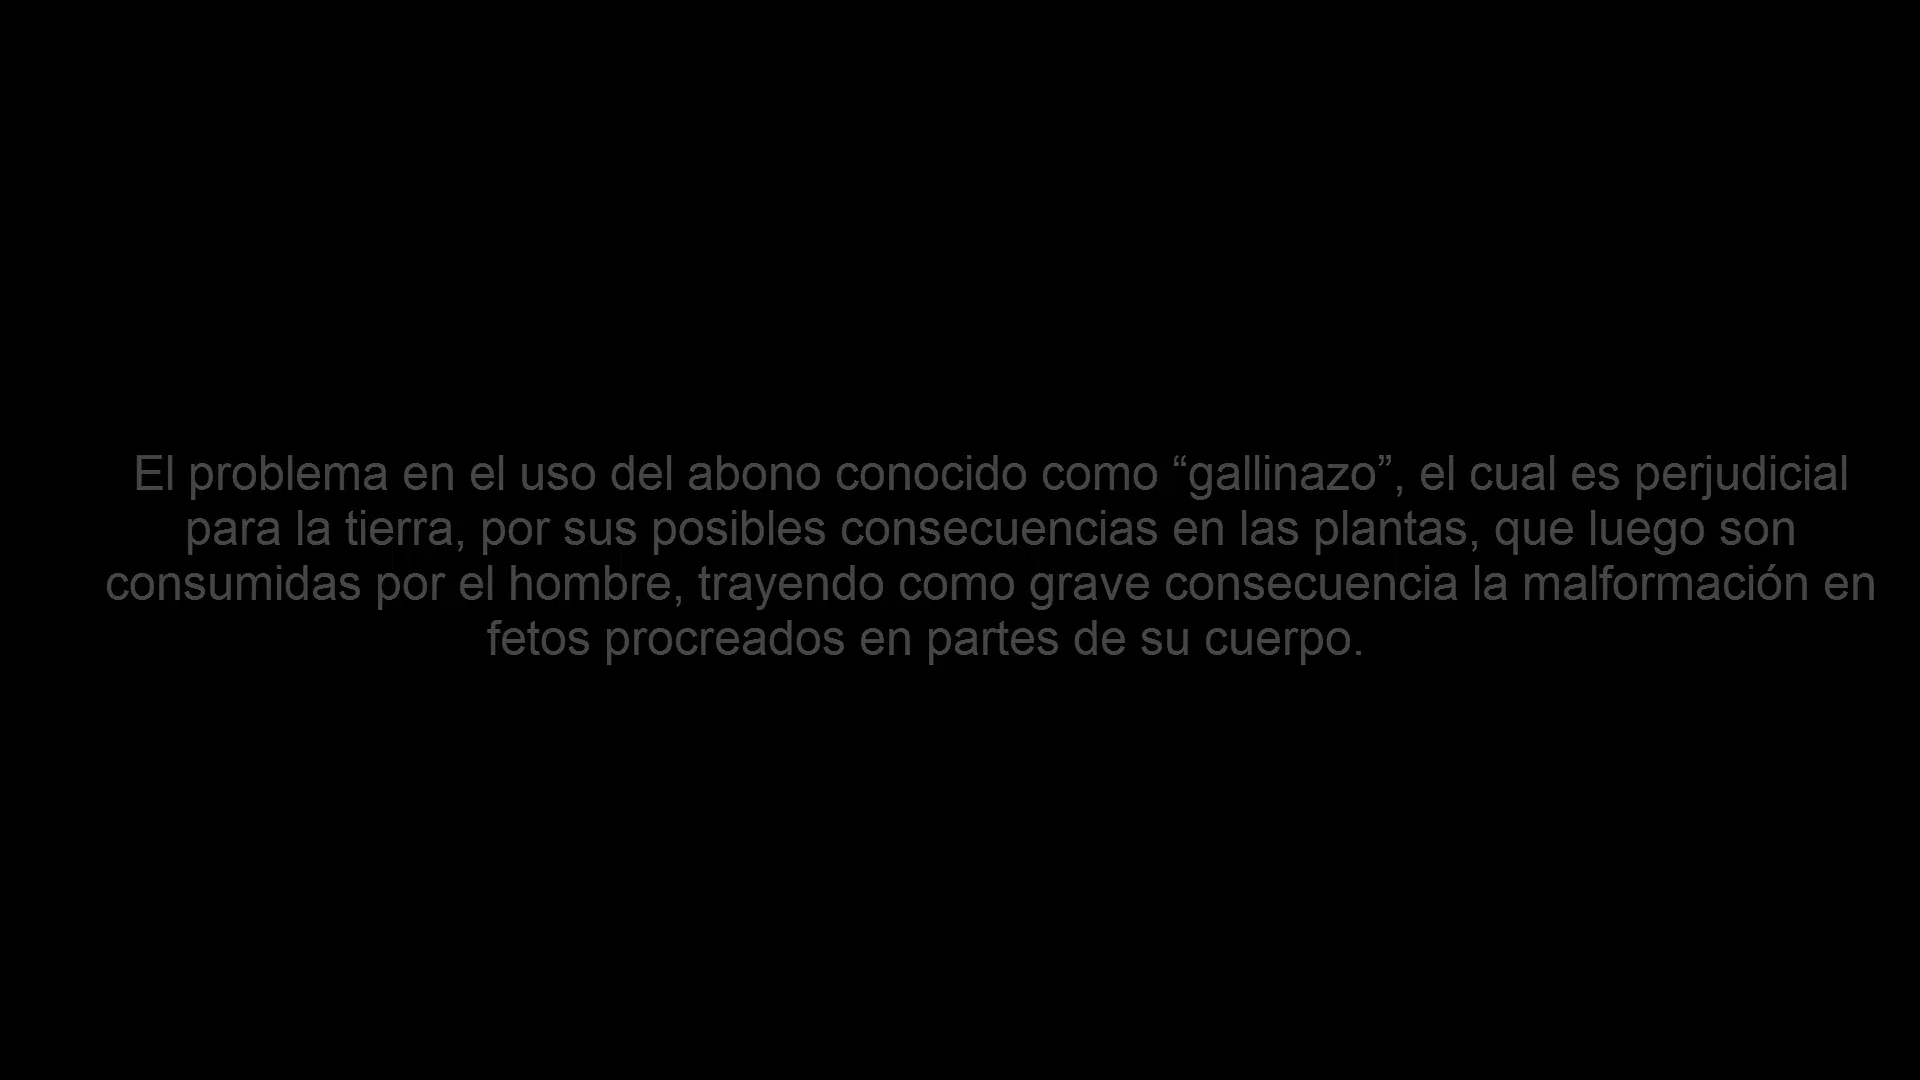 El problema en el uso del abono conocido como “gallinazo”, el cual es perjudicial
para la tierra, por sus posibles consecuencias en las plantas, que luego son
consumidas por el hombre, trayendo como grave consecuencia la malformación en
fetos procreados en partes de su cuerpo.